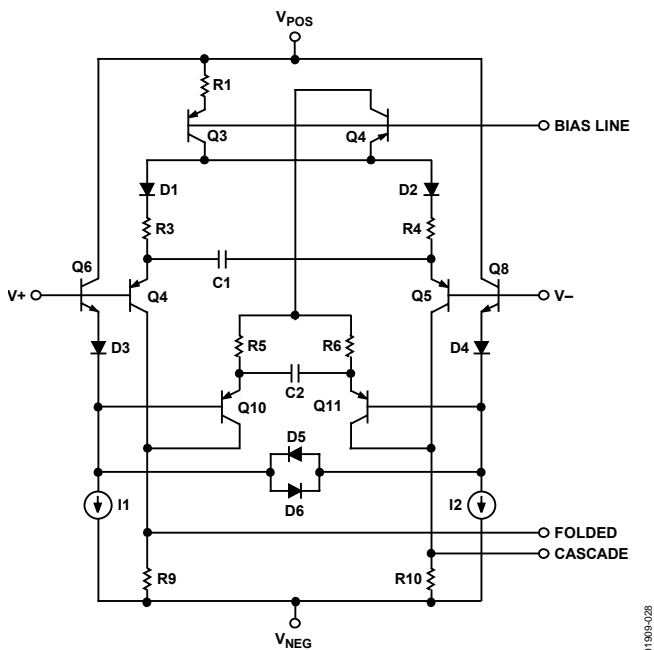 VPOS
R1
Q3
Q4
BIAS LINE
D1
D2
R3
R4
Q6
Q8
C1
V+
Q4
Q5
V–
D3
R5
R6
D4
C2
Q10
Q11
D5
I1
D6
I2
FOLDED
CASCADE
R9
R10
VNEG
01909-028